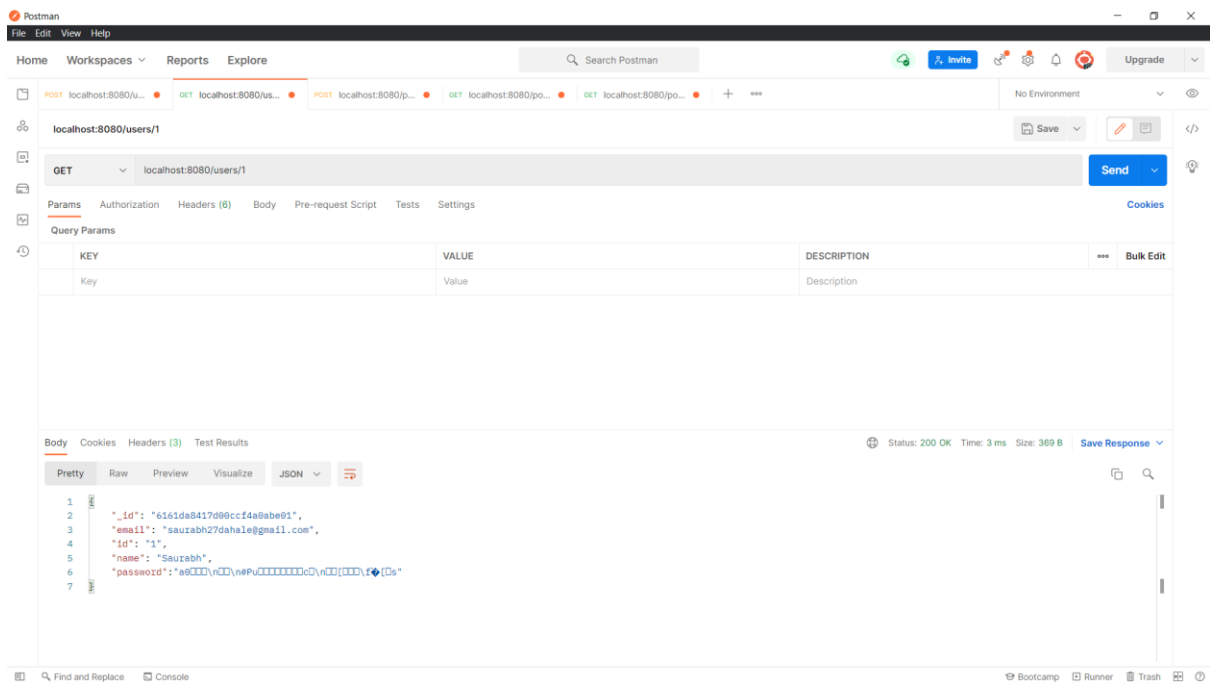 Postman
File Edit View Help
Home Workspaces Reports Explore Search Postman Invite Upgrade
POST localhost:8080/u... GET localhost:8080/us... POST localhost:8080/p... GET localhost:8080/po... GET localhost:8080/po... No Environment
localhost:8080/users/1 Save
GET localhost:8080/users/1 Send
Params Authorization Headers (6) Body Pre-request Script Tests Settings Cookies
Query Params
KEY VALUE DESCRIPTION Bulk Edit
Key Value Description
Body Cookies Headers (3) Test Results Status: 200 OK Time: 3 ms Size: 369 B Save Response
Pretty Raw Preview Visualize JSON
1 {
2 "_id": "6161da8417d00ccf4a0abe01",
3 "email": "saurabh27dahale@gmail.com",
4 "id": "1",
5 "name": "Saurabh",
6 "password":"a0□□□\n□□\n#Pu□□□□□□□□c□\n□□[□□□\f�[□s"
7 }
Find and Replace Console Bootcamp Runner Trash